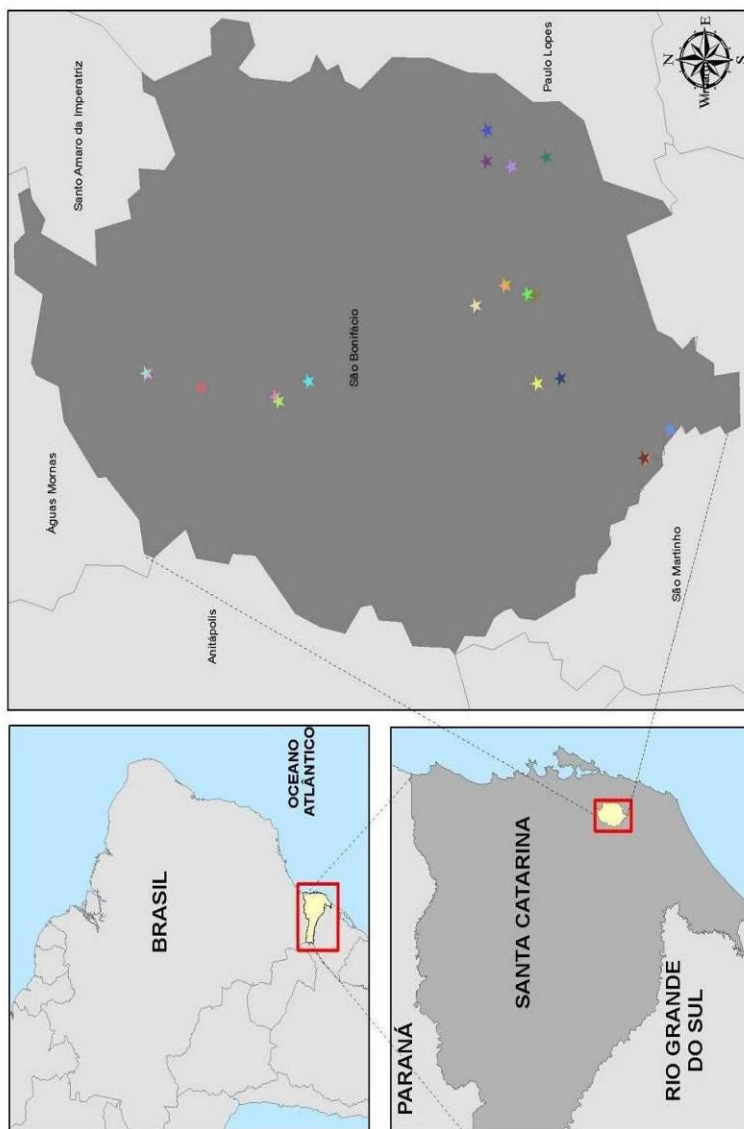 OCEANO
ATLÂNTICO
BRASIL
PARANÁ
SANTA CATARINA
RIO GRANDE
DO SUL
Águas Mornas
Santo Amaro da Imperatriz
Anitápolis
São Bonifácio
Paulo Lopes
São Martinho
N
E
S